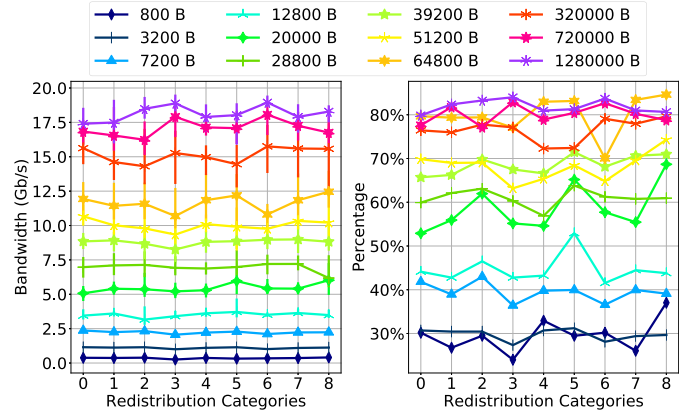 800 B 12800 B 39200 B 320000 B
3200 B 20000 B 51200 B 720000 B
7200 B 28800 B 64800 B 1280000 B
20.0
17.5
15.0
12.5
10.0
7.5
5.0
2.5
0.0
Bandwidth (Gb/s)
0 1 2 3 4 5 6 7 8
Redistribution Categories
80%
70%
60%
50%
40%
30%
Percentage
0 1 2 3 4 5 6 7 8
Redistribution Categories